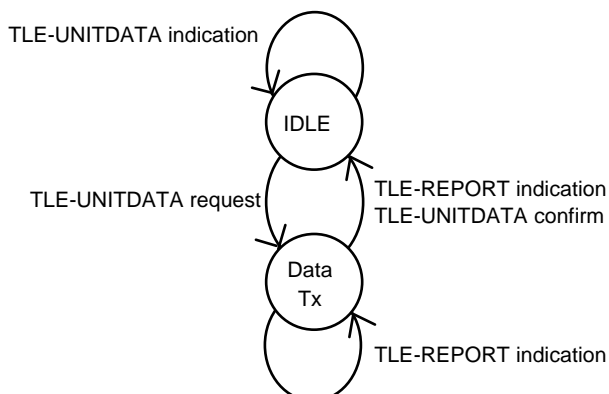 TLE-UNITDATA indication
IDLE
TLE-UNITDATA request
TLE-REPORT indication
TLE-UNITDATA confirm
Data
Tx
TLE-REPORT indication